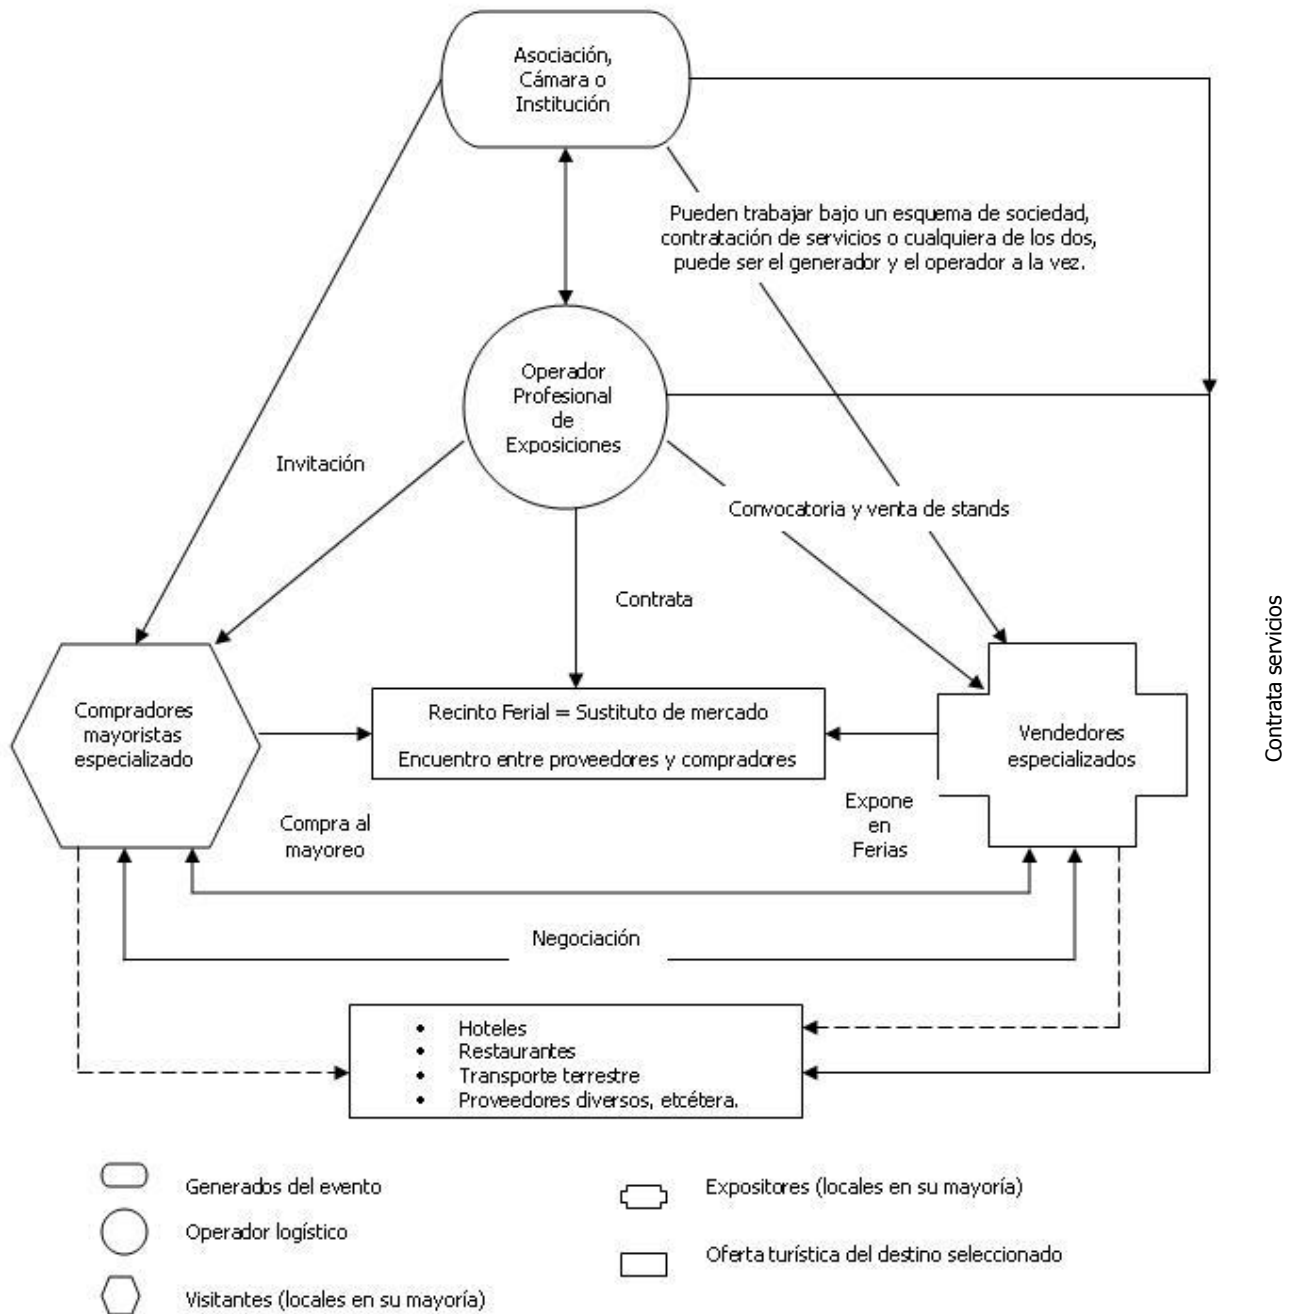 Asociación,
Cámara o
Institución
Pueden trabajar bajo un esquema de sociedad,
contratación de servicios o cualquiera de los dos,
puede ser el generador y el operador a la vez.
Operador
Profesional
de
Exposiciones
Invitación
Convocatoria y venta de stands
Contrata
Contrata servicios
Compradores
mayoristas
especializado
Recinto Ferial = Sustituto de mercado
Encuentro entre proveedores y compradores
Vendedores
especializados
Compra al
mayoreo
Expone
en
Ferias
Negociación
• Hoteles
• Restaurantes
• Transporte terrestre
• Proveedores diversos, etcétera.
Generados del evento
Operador logístico
Visitantes (locales en su mayoría)
Expositores (locales en su mayoría)
Oferta turística del destino seleccionado